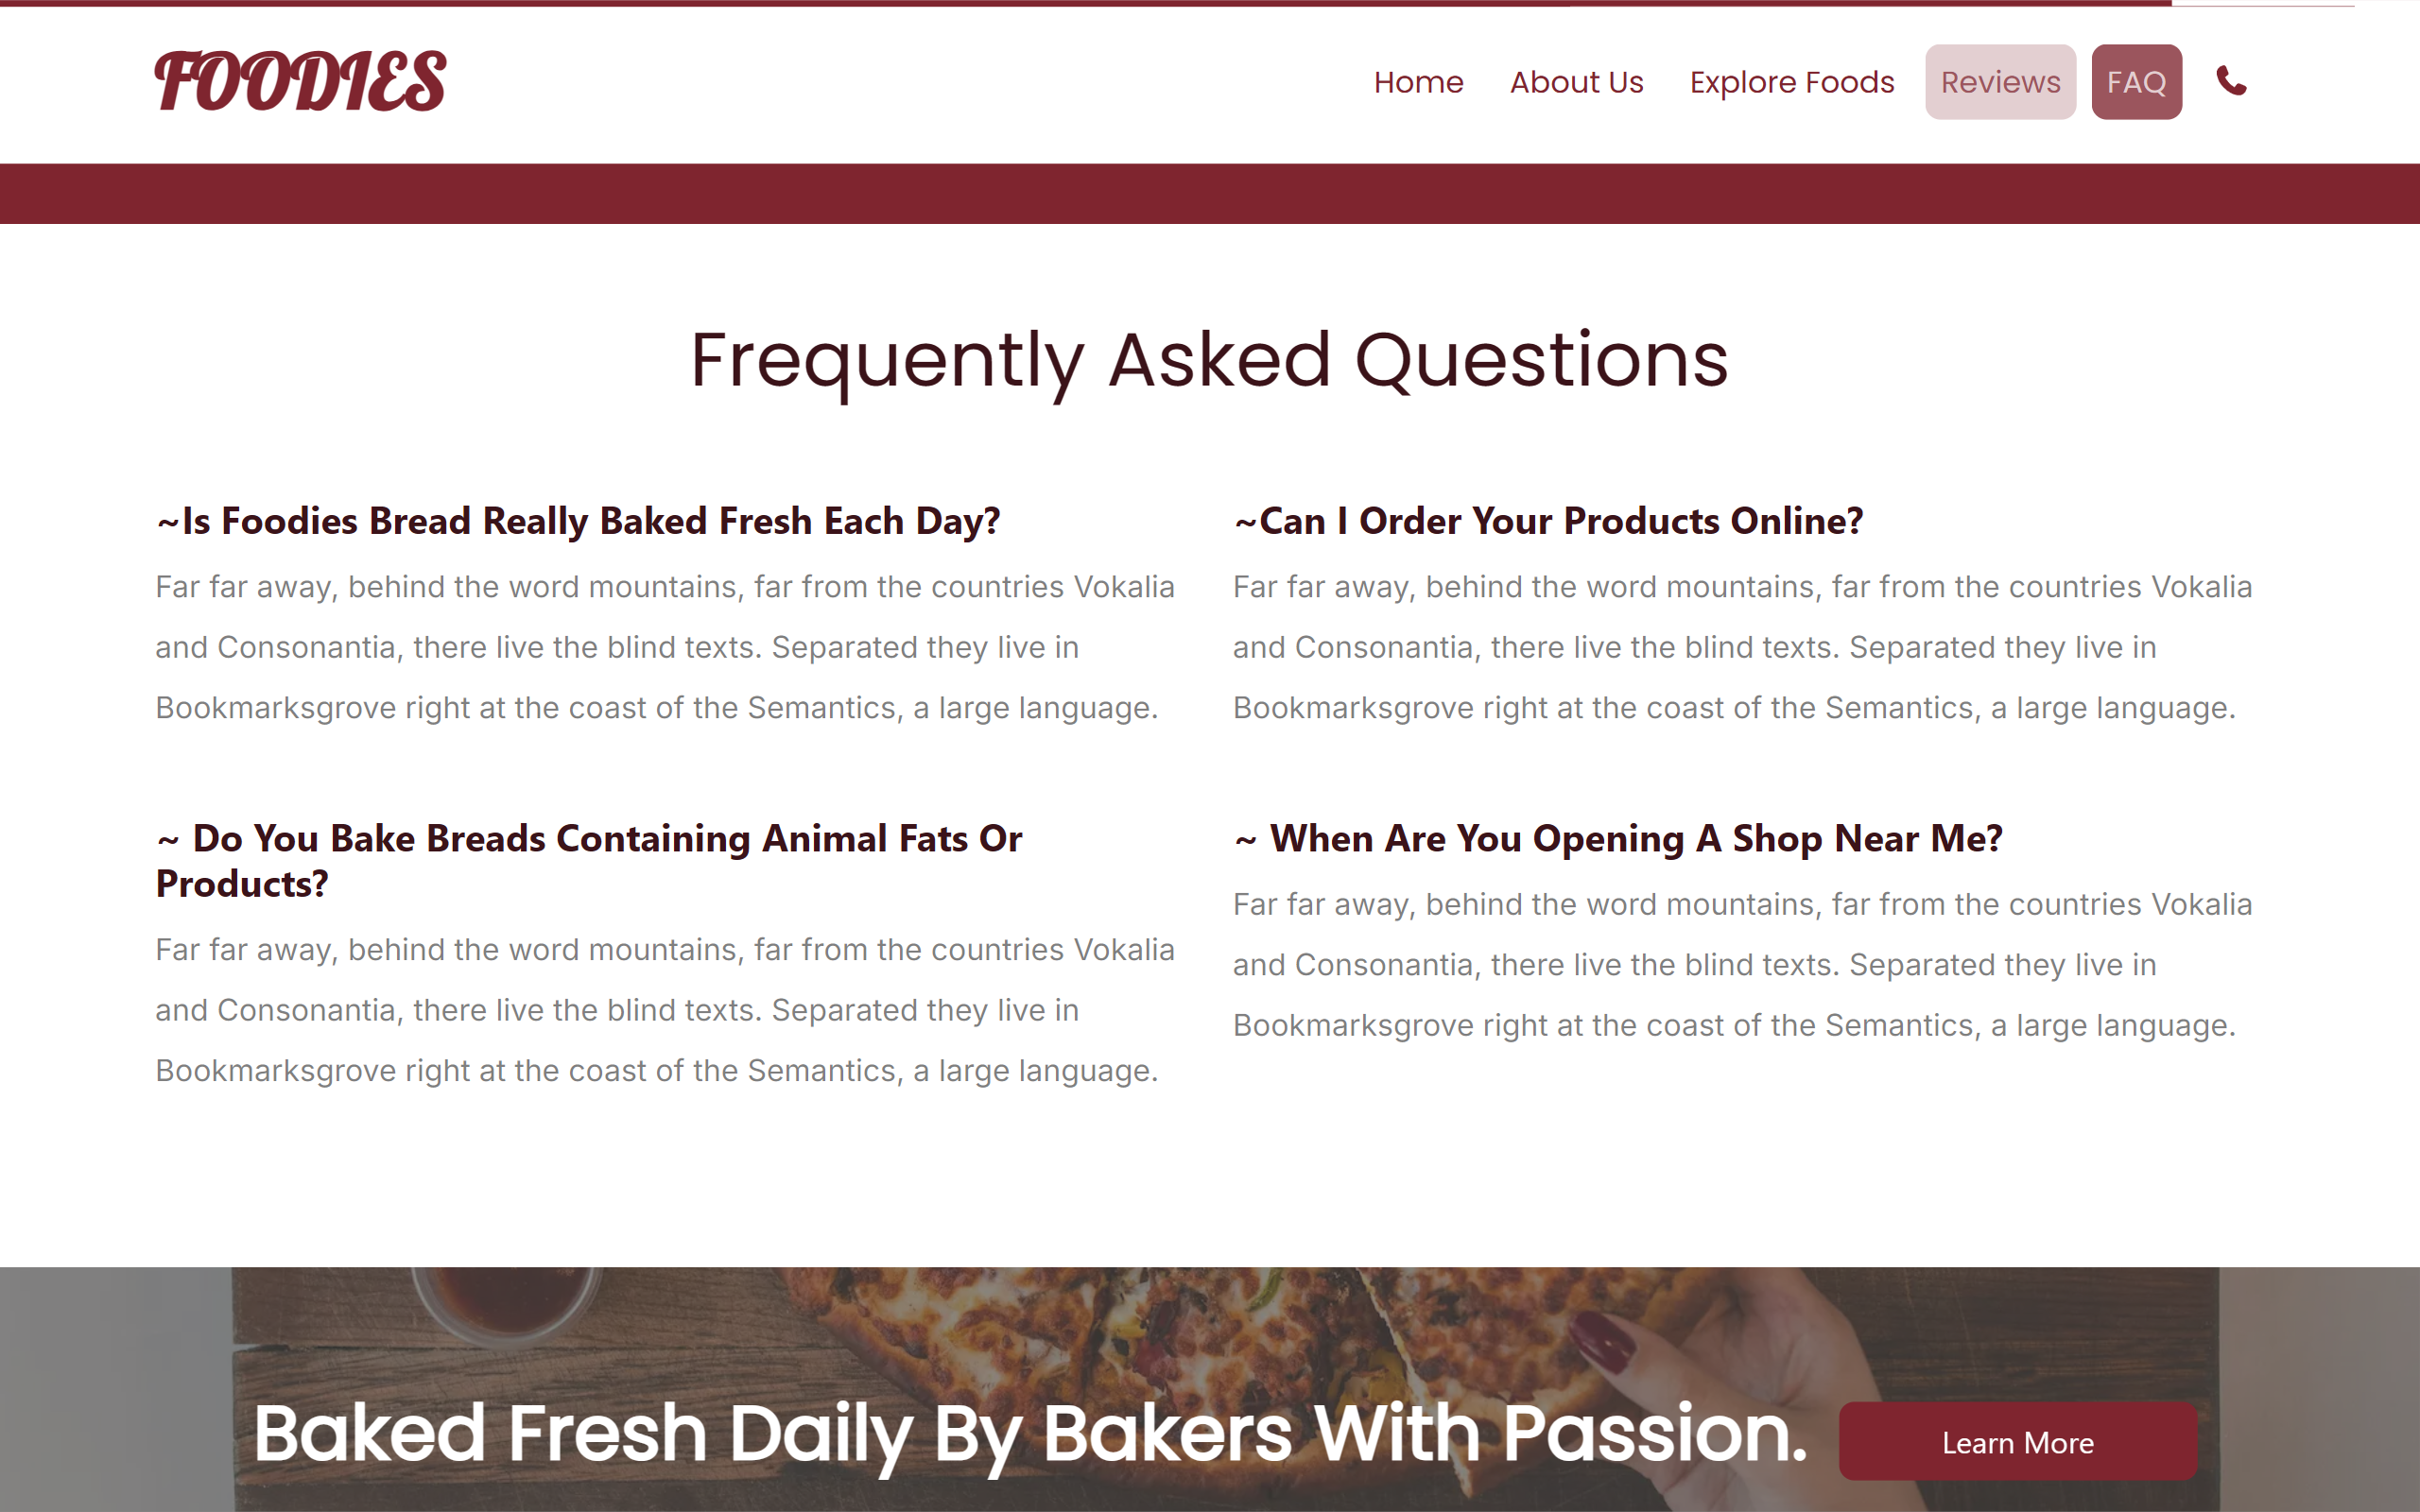 FOODIES
Home About Us Explore Foods Reviews FAQ
Frequently Asked Questions
~Is Foodies Bread Really Baked Fresh Each Day?
Far far away, behind the word mountains, far from the countries Vokalia
and Consonantia, there live the blind texts. Separated they live in
Bookmarksgrove right at the coast of the Semantics, a large language.
~Can I Order Your Products Online?
Far far away, behind the word mountains, far from the countries Vokalia
and Consonantia, there live the blind texts. Separated they live in
Bookmarksgrove right at the coast of the Semantics, a large language.
~ Do You Bake Breads Containing Animal Fats Or
Products?
Far far away, behind the word mountains, far from the countries Vokalia
and Consonantia, there live the blind texts. Separated they live in
Bookmarksgrove right at the coast of the Semantics, a large language.
~ When Are You Opening A Shop Near Me?
Far far away, behind the word mountains, far from the countries Vokalia
and Consonantia, there live the blind texts. Separated they live in
Bookmarksgrove right at the coast of the Semantics, a large language.
Baked Fresh Daily By Bakers With Passion.
Learn More